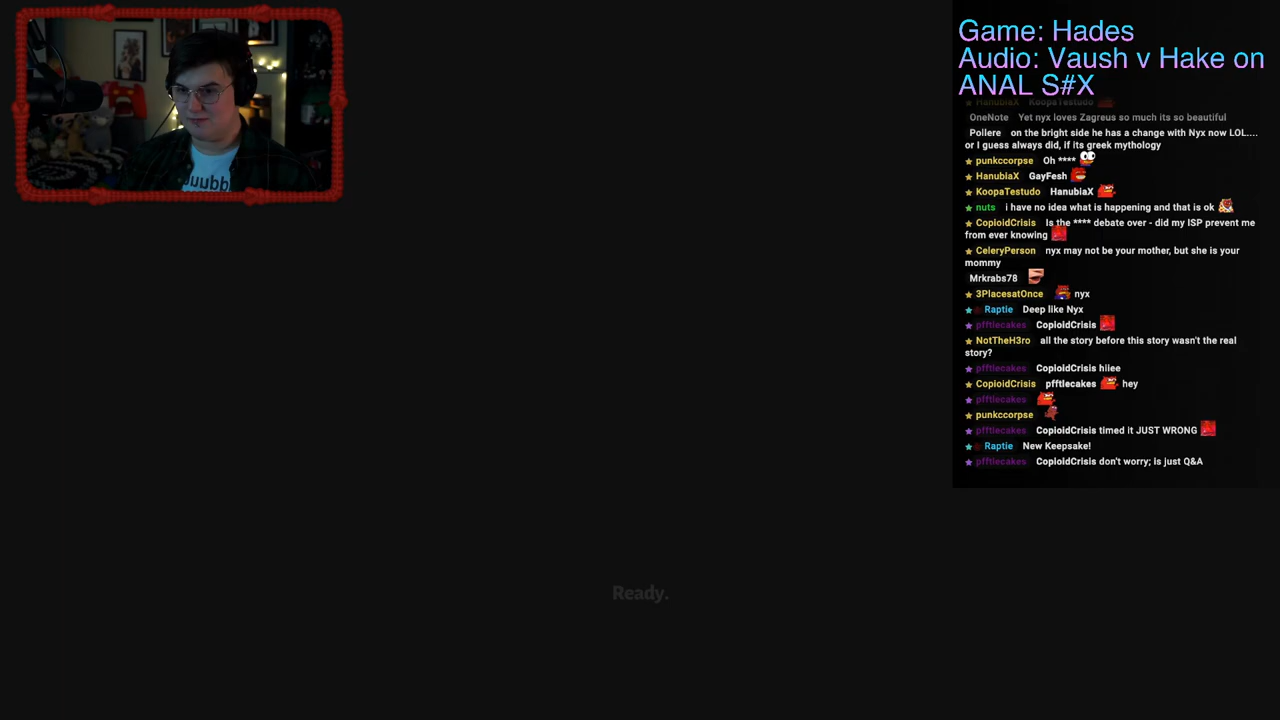 Game: Hades
Audio: Vaush v Hake on
ANAL S#X
HanubiaX KoopaTestudo
OneNote Yet nyx loves Zagreus so much its so beautiful
Poilere on the bright side he has a change with Nyx now LOL....
or I guess always did, if its greek mythology
punkccorpse Oh ****
HanubiaX GayFesh
KoopaTestudo HanubiaX
nuts i have no idea what is happening and that is ok
CopioidCrisis Is the **** debate over - did my ISP prevent me
from ever knowing
CeleryPerson nyx may not be your mother, but she is your
mommy
Mrkrabs78
3PlacesatOnce nyx
Raptie Deep like Nyx
pfftlecakes CopioidCrisis
NotTheH3ro all the story before this story wasn't the real
story?
pfftlecakes CopioidCrisis hiiee
CopioidCrisis pfftlecakes hey
pfftlecakes
punkccorpse
pfftlecakes CopioidCrisis timed it JUST WRONG
Raptie New Keepsake!
pfftlecakes CopioidCrisis don't worry; is just Q&A
Ready.